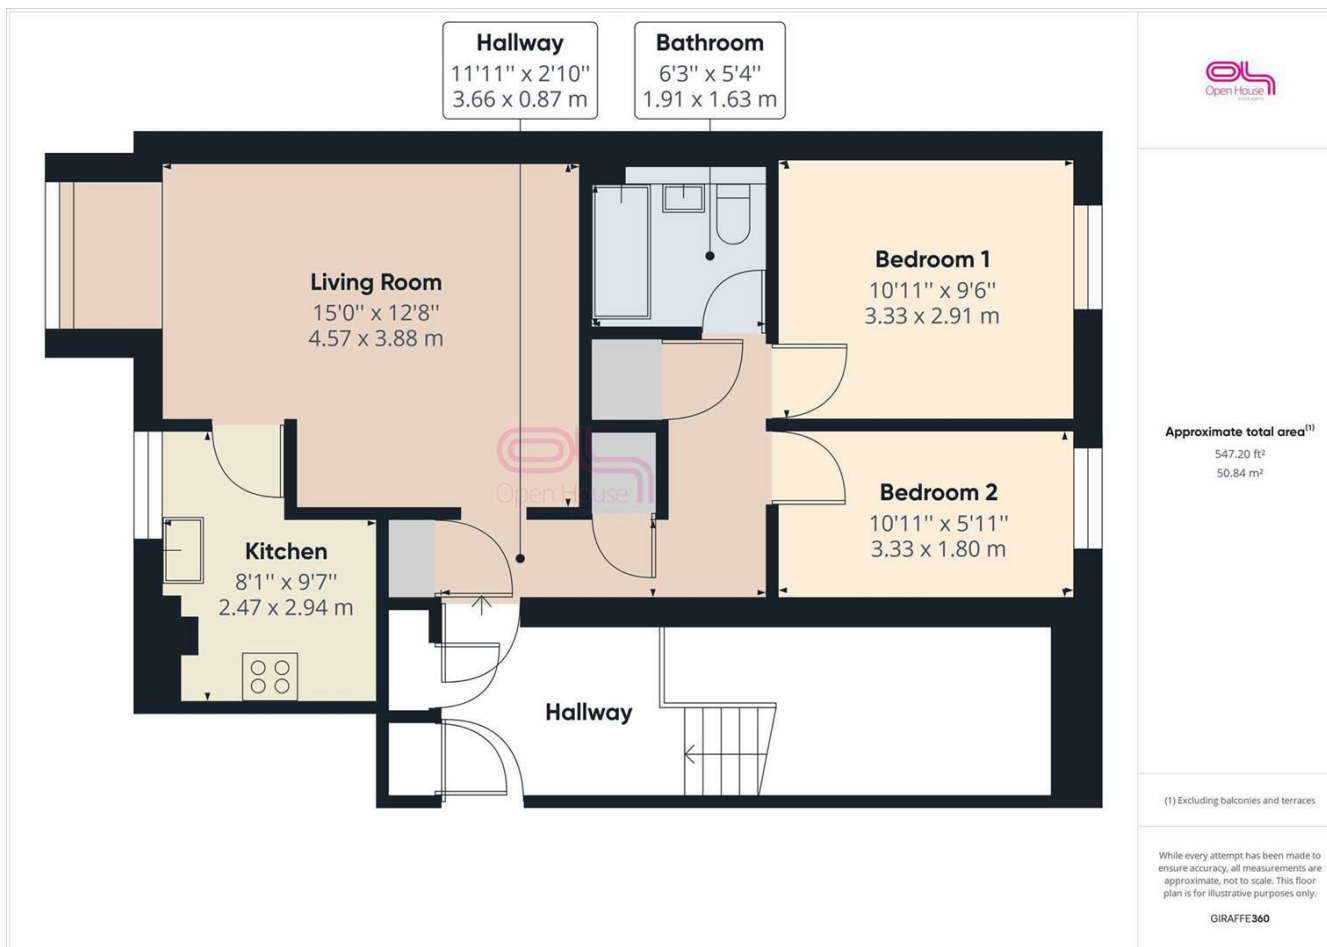 Hallway
11'11'' x 2'10''
3.66 x 0.87 m
Bathroom
6'3'' x 5'4''
1.91 x 1.63 m
Open House
Living Room
15'0'' x 12'8''
4.57 x 3.88 m
Bedroom 1
10'11'' x 9'6''
3.33 x 2.91 m
Open House
Bedroom 2
10'11'' x 5'11''
3.33 x 1.80 m
Kitchen
8'1'' x 9'7''
2.47 x 2.94 m
Hallway
Approximate total area(1)
547.20 ft²
50.84 m²
(1) Excluding balconies and terraces
While every attempt has been made to
ensure accuracy, all measurements are
approximate, not to scale. This floor
plan is for illustrative purposes only.
GIRAFFE360